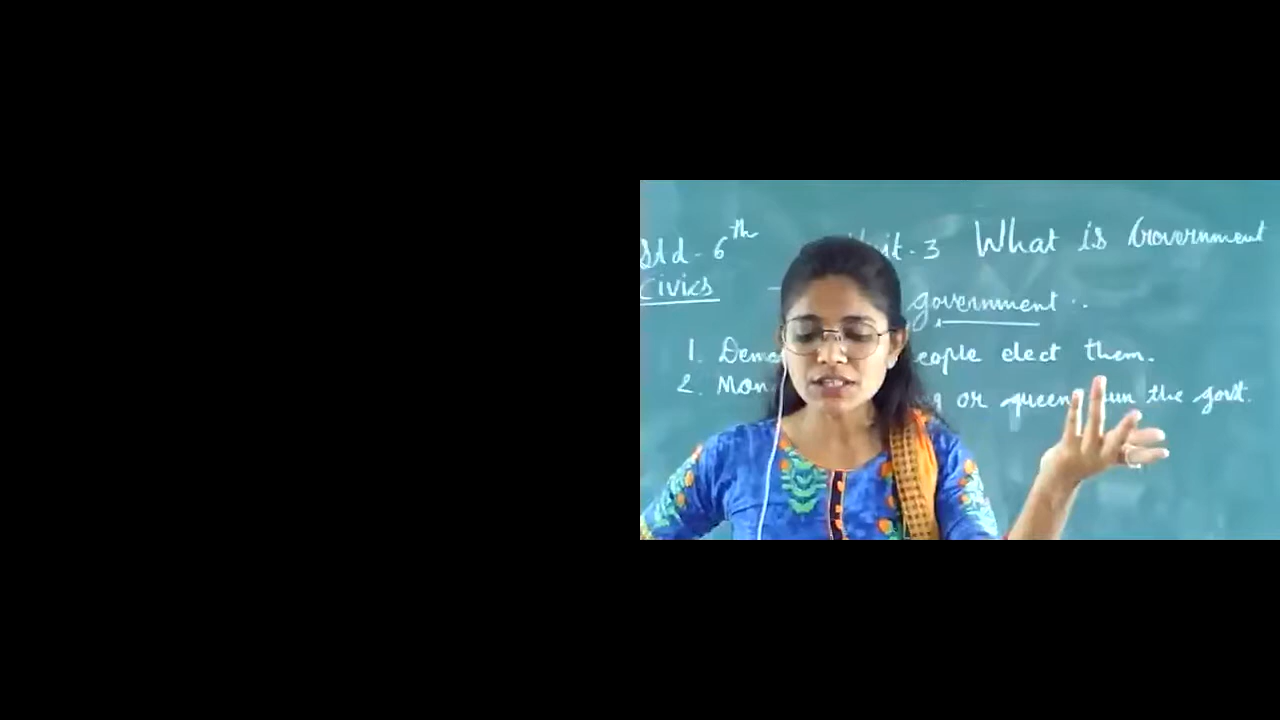 Std - 6th Unit - 3 What is Government
Civics - government ..
1. Demo eople elect them.
2. Mon g or queen run the govt.